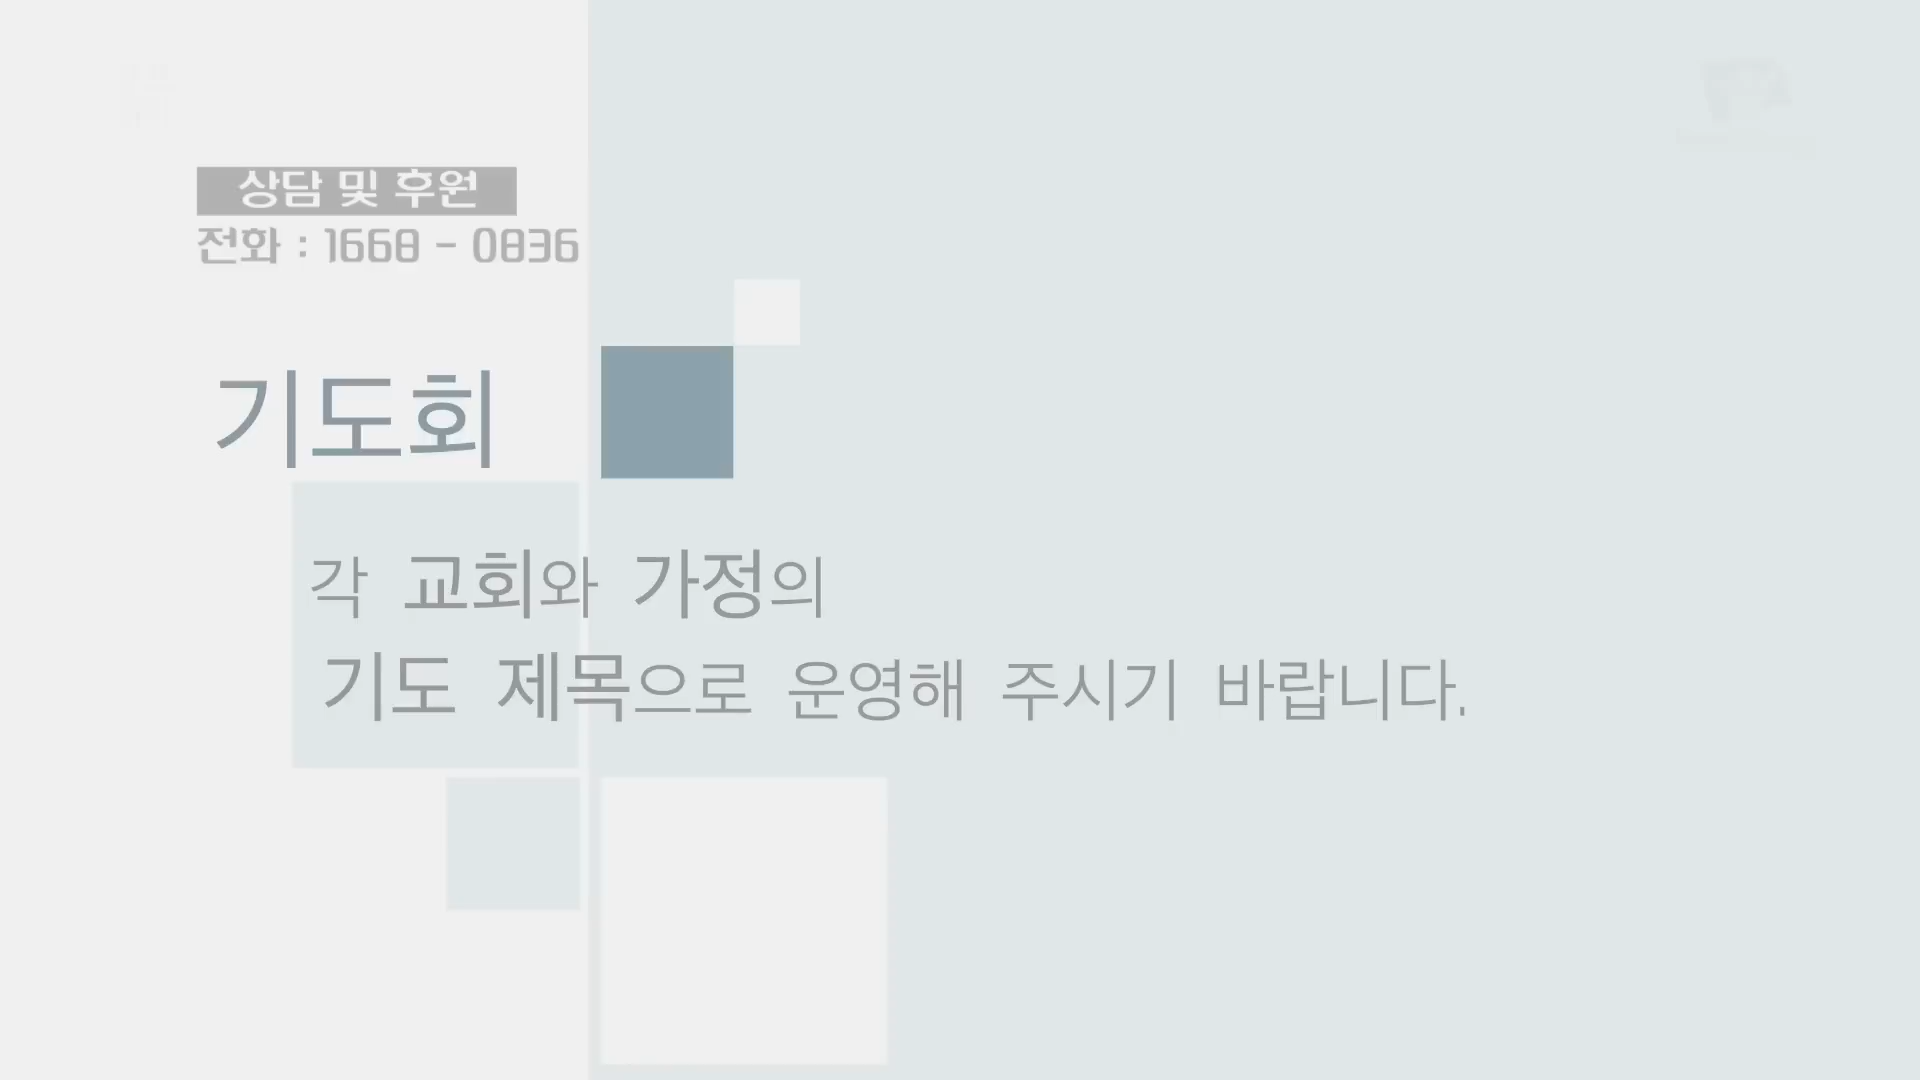 상담 및 후원
전화 : 1668 - 0836
기도회
각 교회와 가정의
기도 제목으로 운영해 주시기 바랍니다.